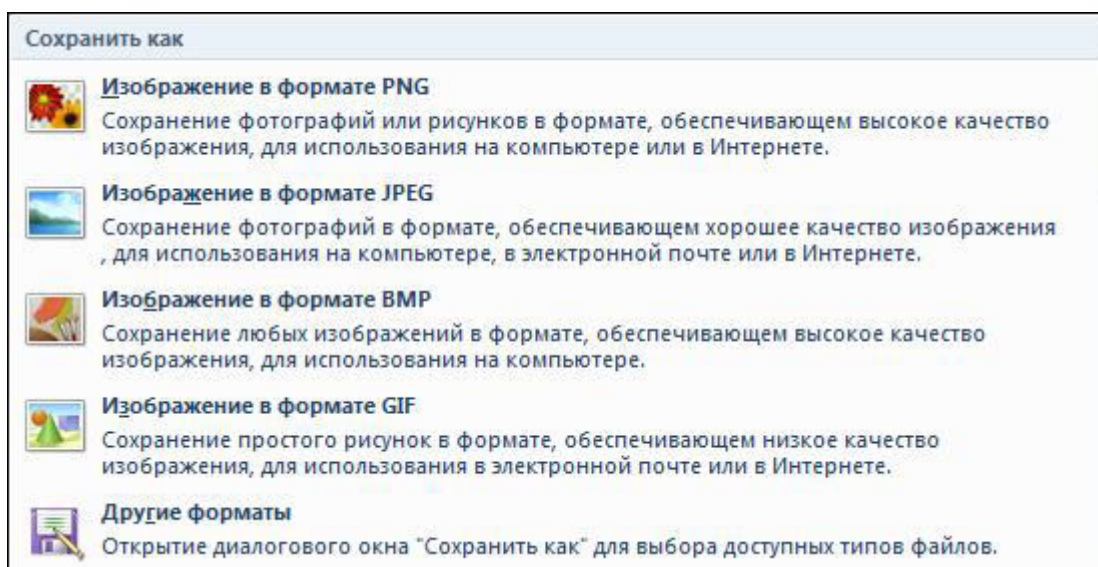 Сохранить как
Изображение в формате PNG
Сохранение фотографий или рисунков в формате, обеспечивающем высокое качество
изображения, для использования на компьютере или в Интернете.
Изображение в формате JPEG
Сохранение фотографий в формате, обеспечивающем хорошее качество изображения
, для использования на компьютере, в электронной почте или в Интернете.
Изображение в формате BMP
Сохранение любых изображений в формате, обеспечивающем высокое качество
изображения, для использования на компьютере.
Изображение в формате GIF
Сохранение простого рисунок в формате, обеспечивающем низкое качество
изображения, для использования в электронной почте или в Интернете.
Другие форматы
Открытие диалогового окна "Сохранить как" для выбора доступных типов файлов.